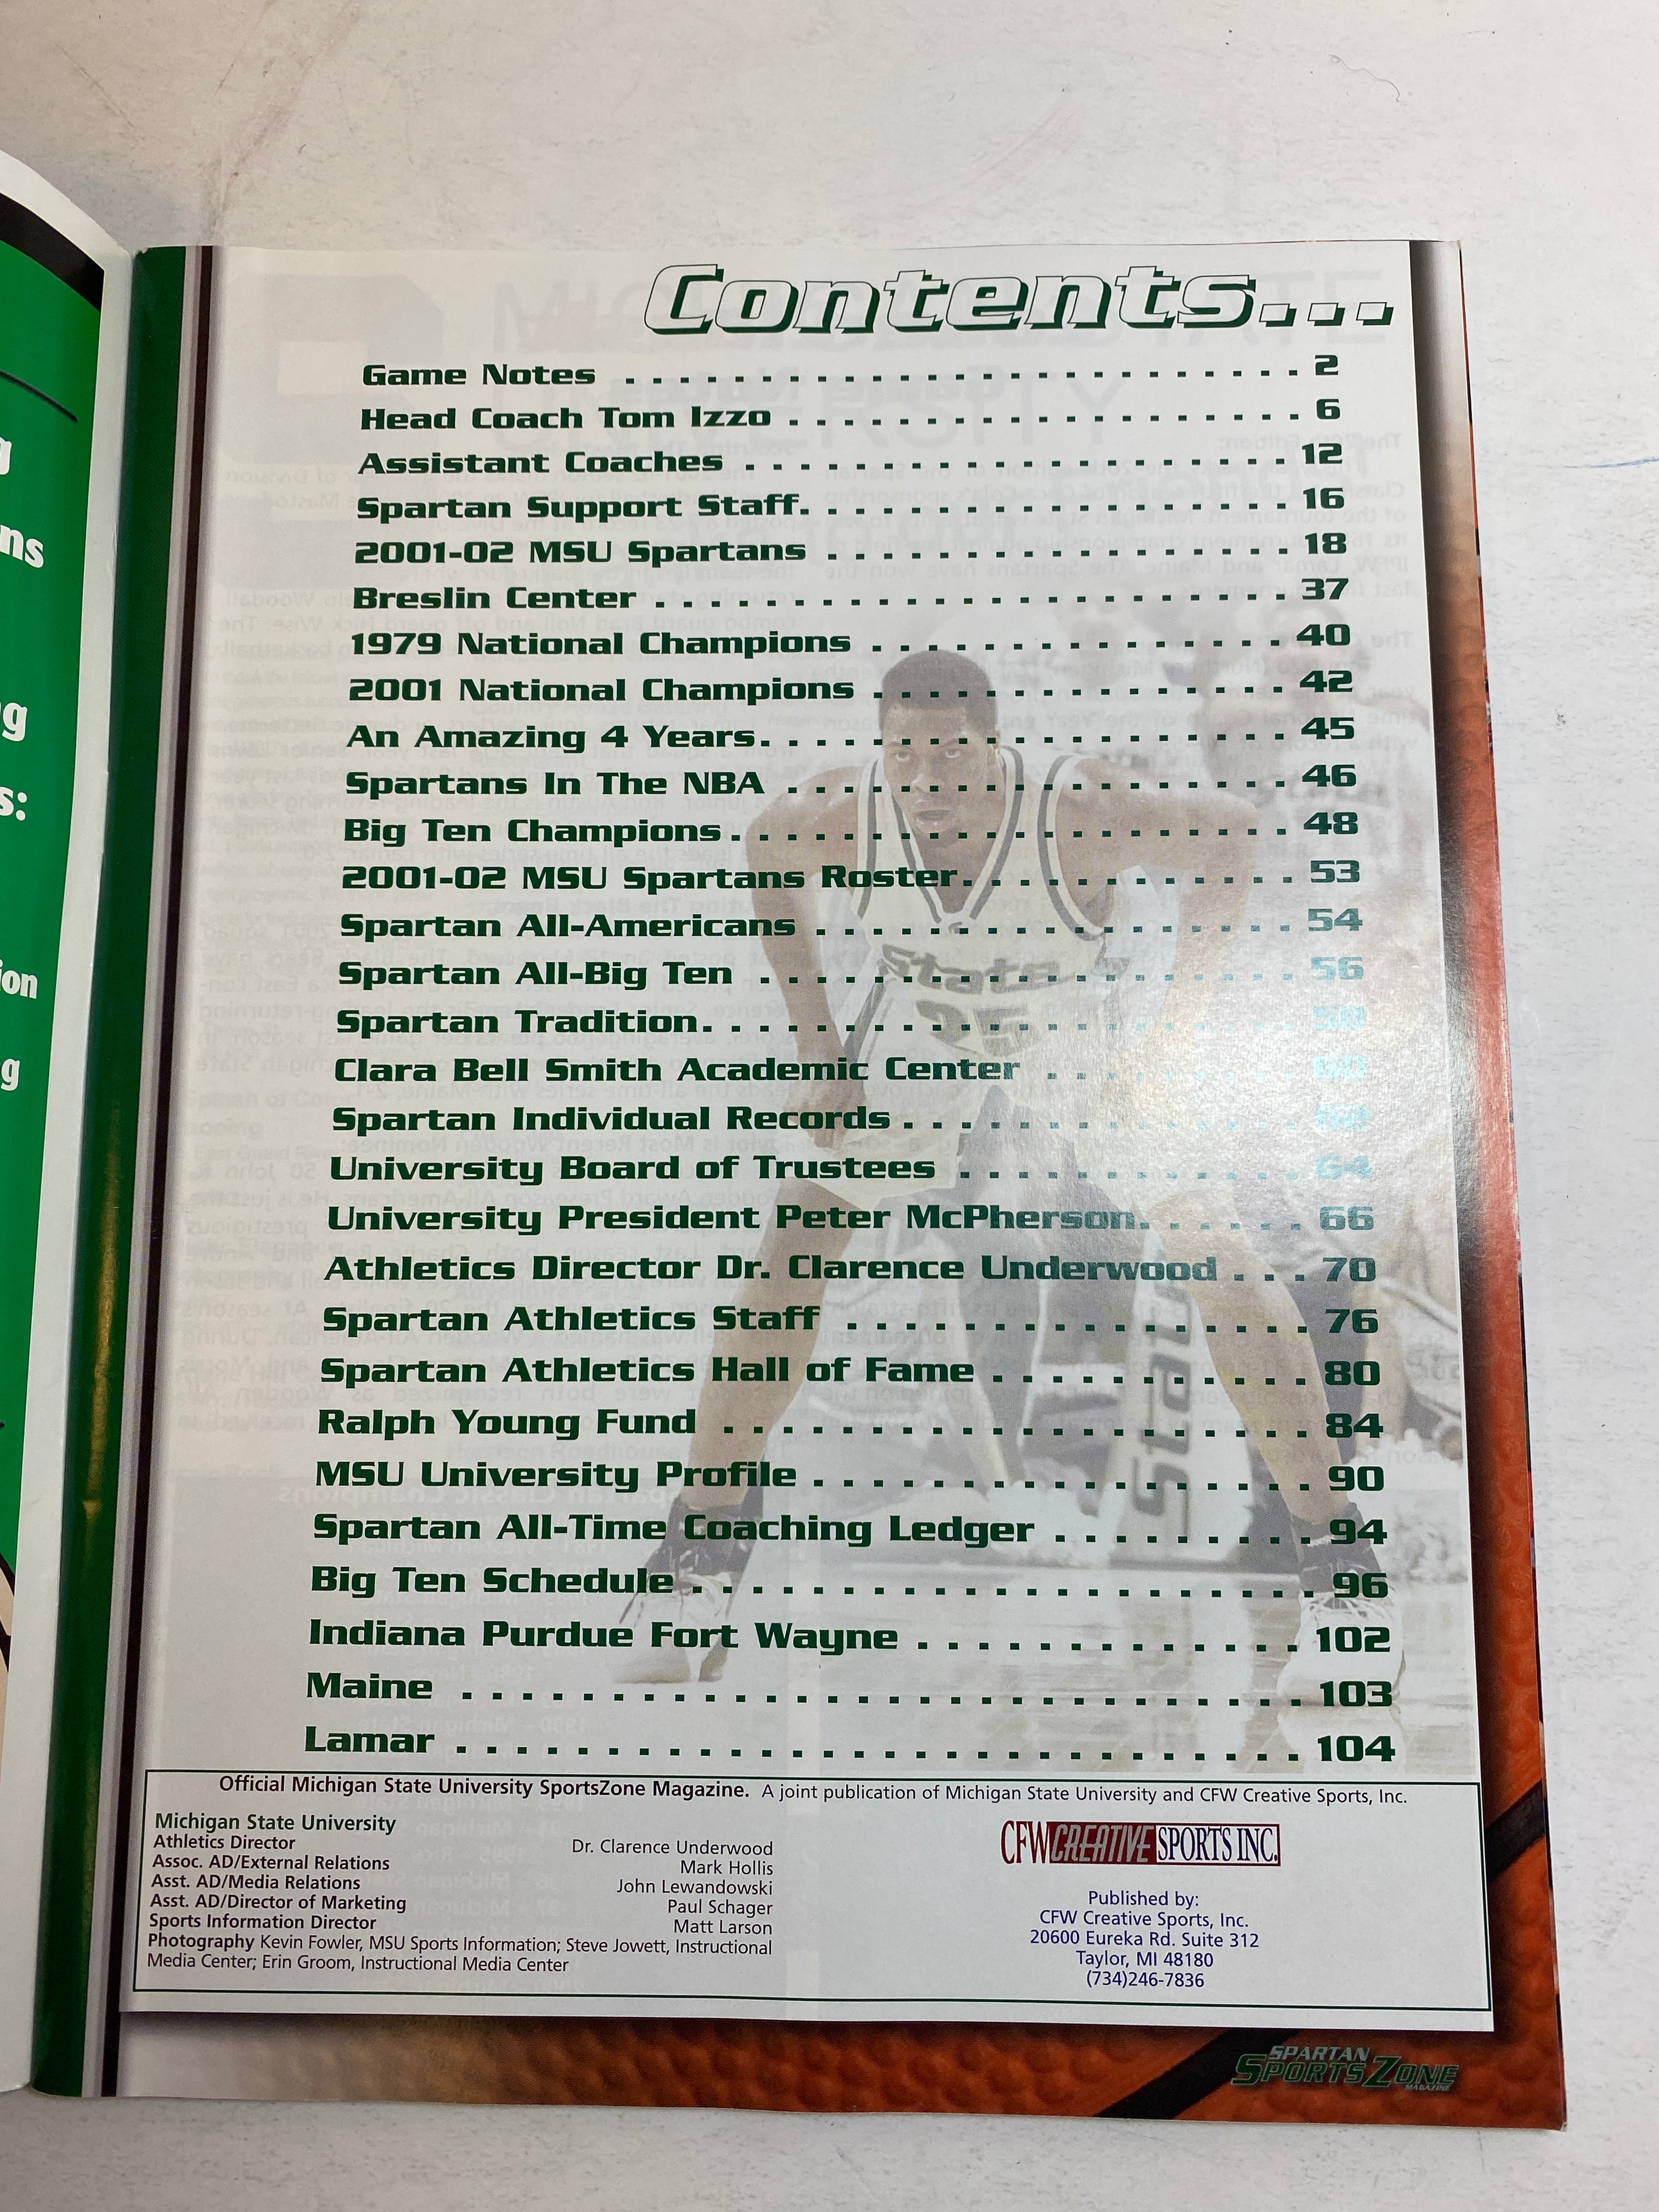 Contents...
Game Notes . . . . . . . . . . . . . . . . . . . . . . . . 2
Head Coach Tom Izzo . . . . . . . . . . . . . . . . . . . 6
Assistant Coaches . . . . . . . . . . . . . . . . . . . . 12
Spartan Support Staff. . . . . . . . . . . . . . . . . . 16
2001-02 MSU Spartans . . . . . . . . . . . . . . . . . 18
Breslin Center . . . . . . . . . . . . . . . . . . . . . . . 37
1979 National Champions . . . . . . . . . . . . . . . 40
2001 National Champions . . . . . . . . . . . . . . . 42
An Amazing 4 Years. . . . . . . . . . . . . . . . . . . 45
Spartans In The NBA . . . . . . . . . . . . . . . . . . 46
Big Ten Champions. . . . . . . . . . . . . . . . . . . . 48
2001-02 MSU Spartans Roster. . . . . . . . . . . 53
Spartan All-Americans . . . . . . . . . . . . . . . . . 54
Spartan All-Big Ten . . . . . . . . . . . . . . . . . . . 56
Spartan Tradition. . . . . . . . . . . . . . . . . . . . .
Clara Bell Smith Academic Center . . . . . . . .
Spartan Individual Records . . . . . . . . . . . . .
University Board of Trustees . . . . . . . . . . . . 64
University President Peter McPherson. . . . . . 66
Athletics Director Dr. Clarence Underwood . . . 70
Spartan Athletics Staff . . . . . . . . . . . . . . . . . 76
Spartan Athletics Hall of Fame . . . . . . . . . . . 80
Ralph Young Fund . . . . . . . . . . . . . . . . . . . . 84
MSU University Profile . . . . . . . . . . . . . . . . . 90
Spartan All-Time Coaching Ledger . . . . . . . . . 94
Big Ten Schedule . . . . . . . . . . . . . . . . . . . . . 96
Indiana Purdue Fort Wayne . . . . . . . . . . . . . 102
Maine . . . . . . . . . . . . . . . . . . . . . . . . . . . . 103
Lamar . . . . . . . . . . . . . . . . . . . . . . . . . . . . 104
Official Michigan State University SportsZone Magazine. A joint publication of Michigan State University and CFW Creative Sports, Inc.
Michigan State University
Athletics Director Dr. Clarence Underwood
Assoc. AD/External Relations Mark Hollis
Asst. AD/Media Relations John Lewandowski
Asst. AD/Director of Marketing Paul Schager
Sports Information Director Matt Larson
Photography Kevin Fowler, MSU Sports Information; Steve Jowett, Instructional
Media Center; Erin Groom, Instructional Media Center
CFW CREATIVE SPORTS INC.
Published by:
CFW Creative Sports, Inc.
20600 Eureka Rd. Suite 312
Taylor, MI 48180
(734)246-7836
SPARTAN
SPORTSZONE
MAGAZINE
State
25
State